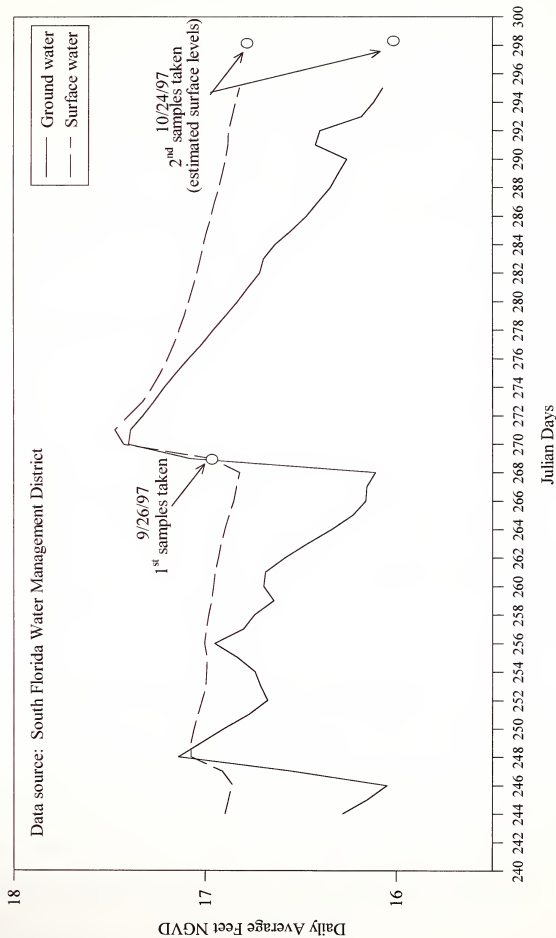 Data source: South Florida Water Management District
Ground water
Surface water
9/26/97
1st samples taken
10/24/97
2nd samples taken
(estimated surface levels)
Daily Average Feet NGVD
18
17
16
240 242 244 246 248 250 252 254 256 258 260 262 264 266 268 270 272 274 276 278 280 282 284 286 288 290 292 294 296 298 300
Julian Days